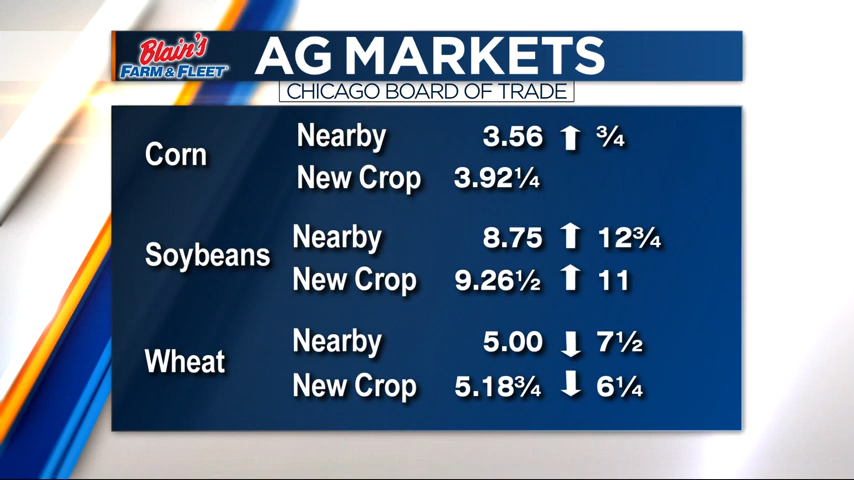 Blain's
FARM & FLEET
AG MARKETS
CHICAGO BOARD OF TRADE
Corn
Nearby 3.56 ⬆ ¾
New Crop 3.92¼
Soybeans
Nearby 8.75 ⬆ 12¾
New Crop 9.26½ ⬆ 11
Wheat
Nearby 5.00 ⬇ 7½
New Crop 5.18¾ ⬇ 6¼